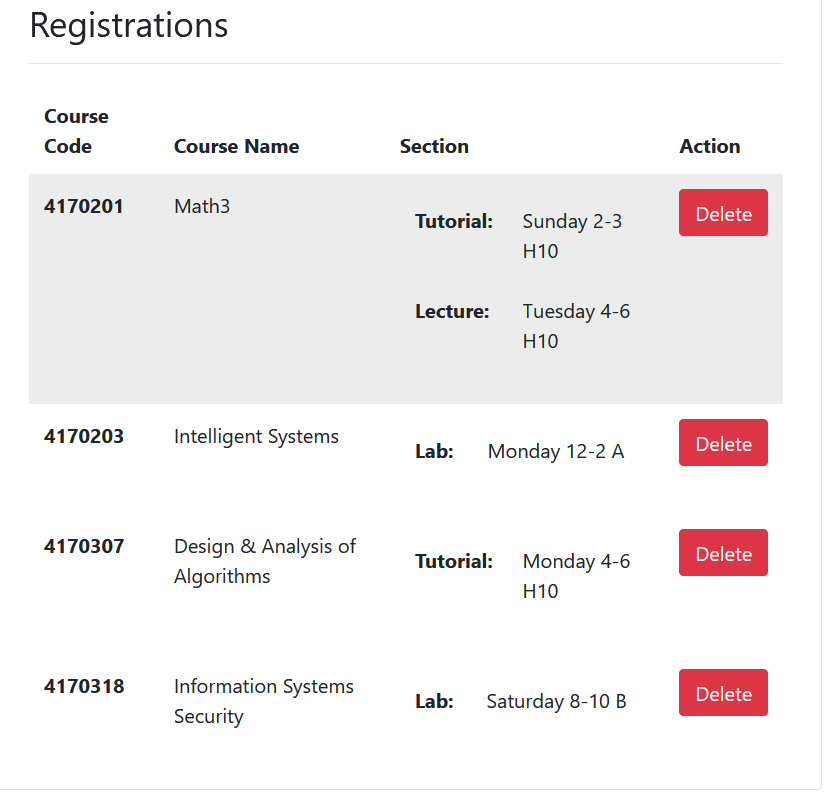 Registrations
Course
Code Course Name Section Action
4170201 Math3 Tutorial: Sunday 2-3 Delete
H10
Lecture: Tuesday 4-6
H10
4170203 Intelligent Systems Lab: Monday 12-2 A Delete
4170307 Design & Analysis of Tutorial: Monday 4-6 Delete
Algorithms H10
4170318 Information Systems Lab: Saturday 8-10 B Delete
Security